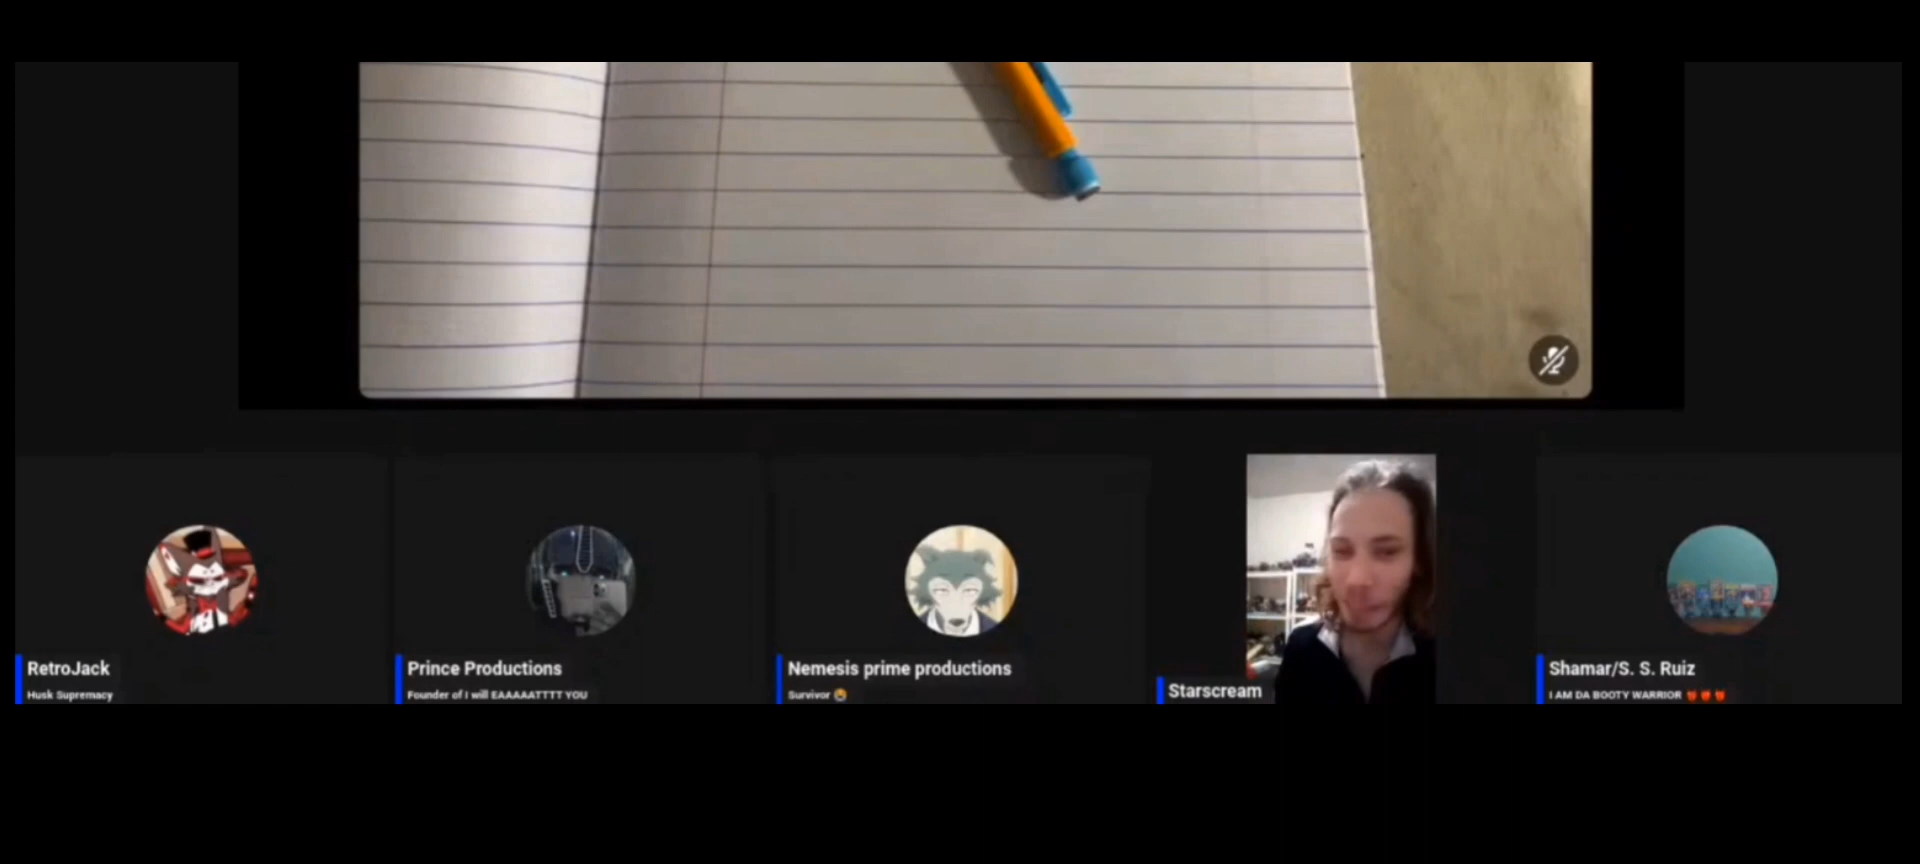 RetroJack
Husk Supremacy
Prince Productions
Founder of I will EAAAAATTTT YOU
Nemesis prime productions
Survivor 😭
Starscream
Shamar/S. S. Ruiz
I AM DA BOOTY WARRIOR 🍑🍑🍑